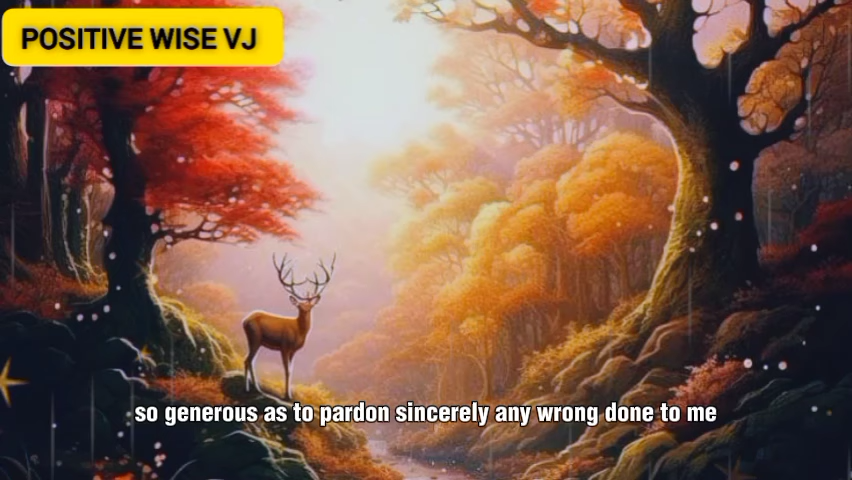 POSITIVE WISE VJ
so generous as to pardon sincerely any wrong done to me